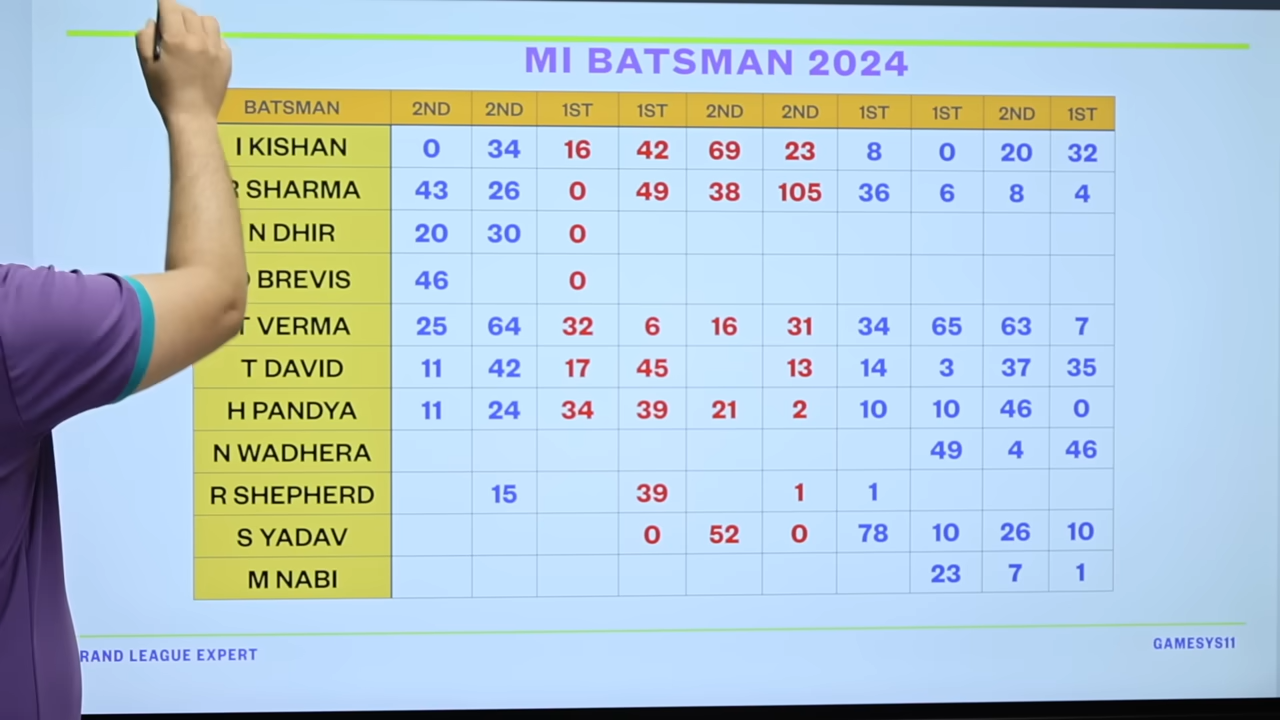 MI BATSMAN 2024
BATSMAN 2ND 2ND 1ST 1ST 2ND 2ND 1ST 1ST 2ND 1ST
I KISHAN 0 34 16 42 69 23 8 0 20 32
SHARMA 43 26 0 49 38 105 36 6 8 4
N DHIR 20 30 0
BREVIS 46 0
T VERMA 25 64 32 6 16 31 34 65 63 7
T DAVID 11 42 17 45 13 14 3 37 35
H PANDYA 11 24 34 39 21 2 10 10 46 0
N WADHERA 49 4 46
R SHEPHERD 15 39 1 1
S YADAV 0 52 0 78 10 26 10
M NABI 23 7 1
RAND LEAGUE EXPERT
GAMESYS11